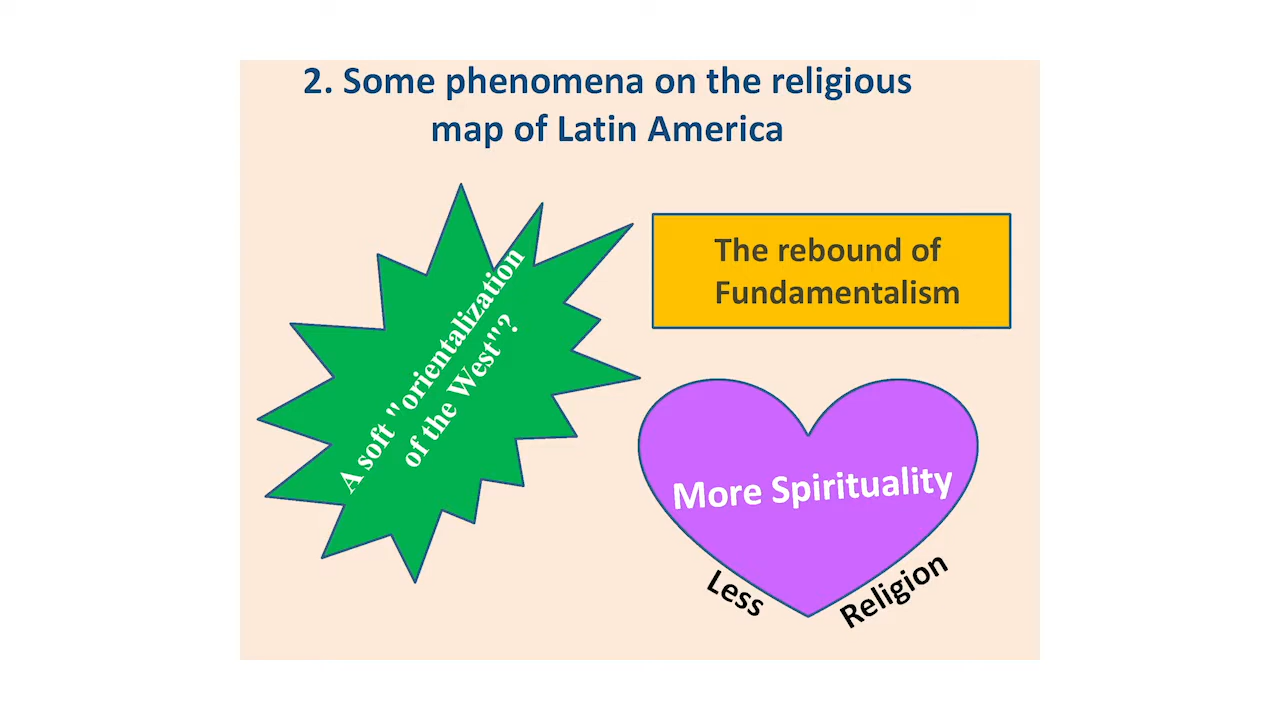 2. Some phenomena on the religious
map of Latin America
A soft "orientalization
of the West"?
The rebound of
Fundamentalism
More Spirituality
Less
Religion